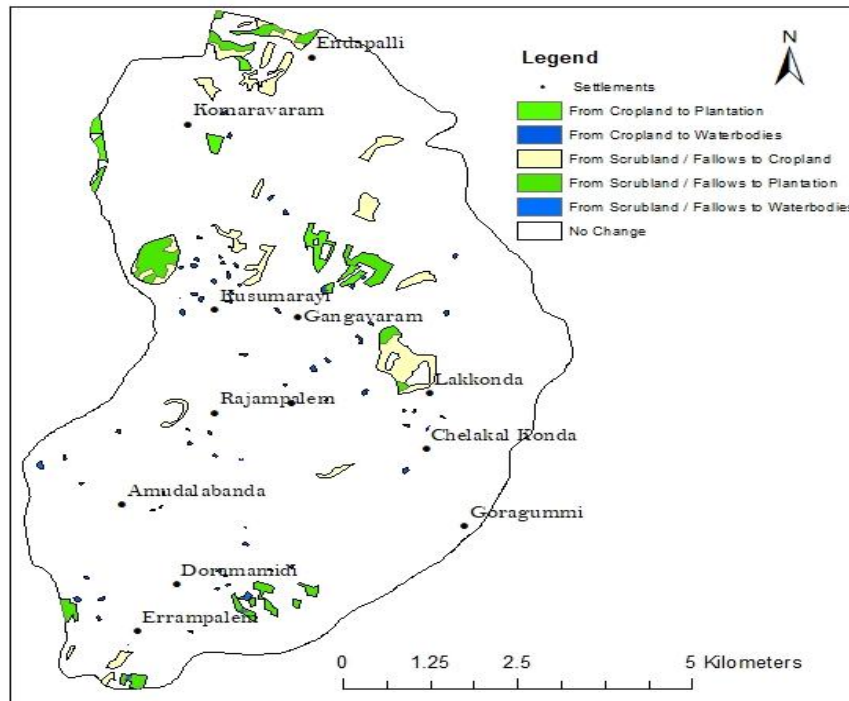 N
Legend
Settlements
From Cropland to Plantation
From Cropland to Waterbodies
From Scrubland / Fallows to Cropland
From Scrubland / Fallows to Plantation
From Scrubland / Fallows to Waterbodies
No Change
Endapalli
Komaravaram
Kusumarayi
Gangavaram
Lakkonda
Rajampalem
Chelakal Konda
Amudalabanda
Goragummi
Doramamidi
Errampalem
0 1.25 2.5 5 Kilometers